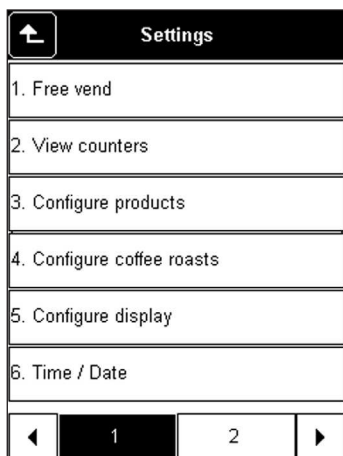 Settings
1. Free vend
2. View counters
3. Configure products
4. Configure coffee roasts
5. Configure display
6. Time / Date
1 2